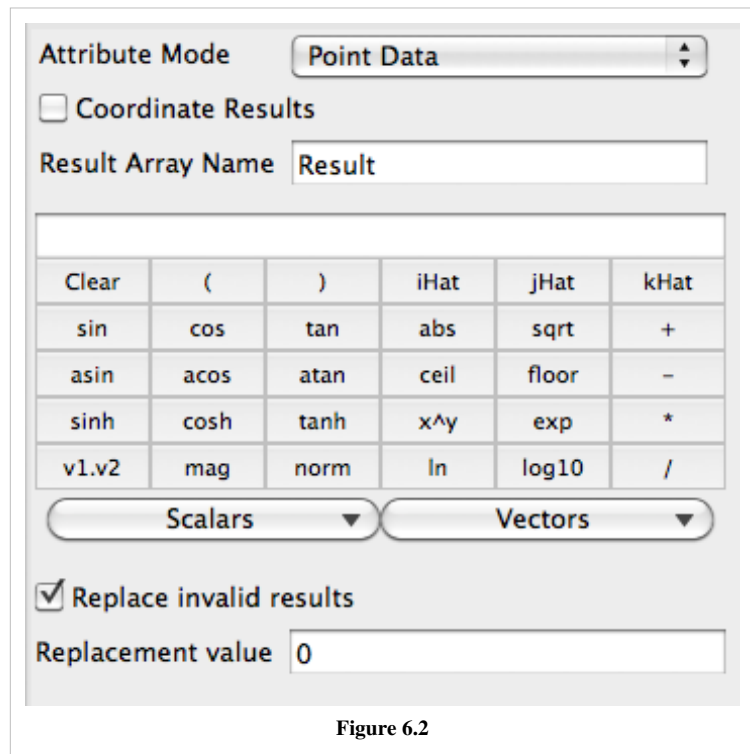 Attribute Mode Point Data
Coordinate Results
Result Array Name Result
Clear ( ) iHat jHat kHat
sin cos tan abs sqrt +
asin acos atan ceil floor -
sinh cosh tanh x^y exp *
v1.v2 mag norm ln log10 /
Scalars Vectors
Replace invalid results
Replacement value 0
Figure 6.2